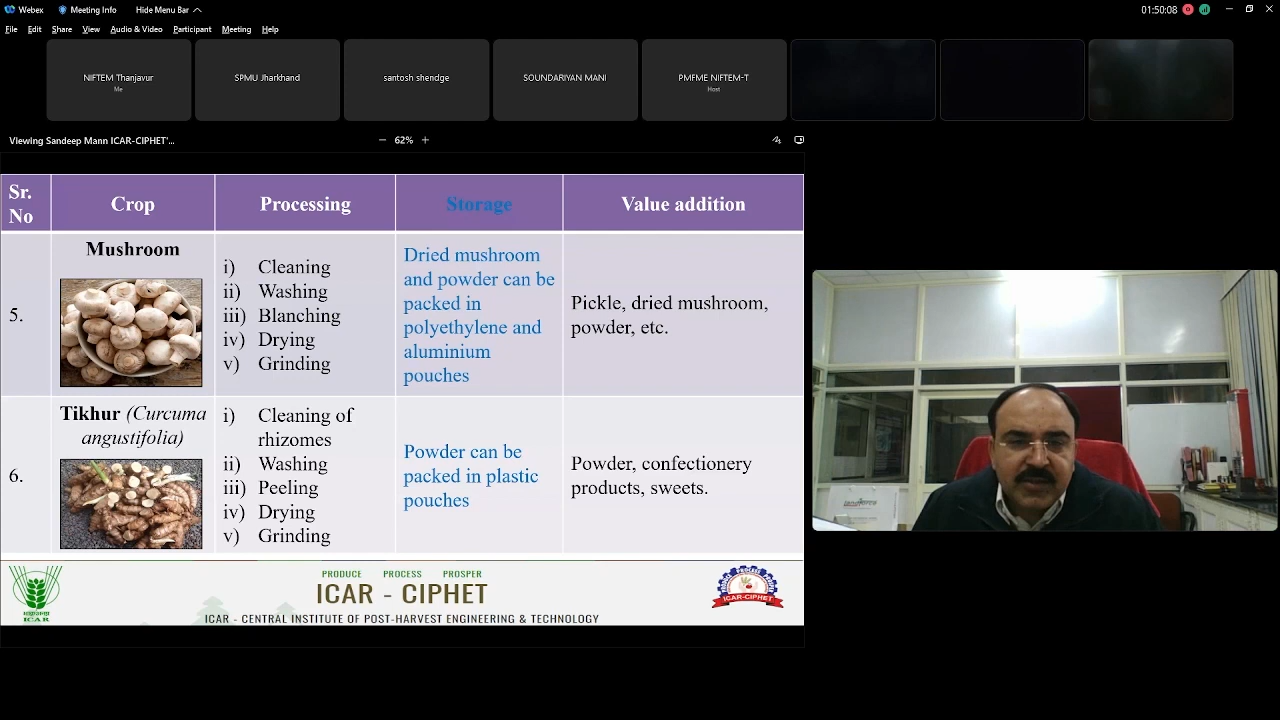 Webex
Meeting Info
Hide Menu Bar
01:50:08
File Edit Share View Audio & Video Participant Meeting Help
NIFTEM Thanjavur
Me
SPMU Jharkhand
santosh shendge
SOUNDARIYAN MANI
PMFME NIFTEM-T
Host
Viewing Sandeep Mann ICAR-CIPHET'...
62%
Sr.
No
Crop
Processing
Storage
Value addition
5.
Mushroom
i) Cleaning
ii) Washing
iii) Blanching
iv) Drying
v) Grinding
Dried mushroom
and powder can be
packed in
polyethylene and
aluminium
pouches
Pickle, dried mushroom,
powder, etc.
6.
Tikhur (Curcuma
angustifolia)
i) Cleaning of
rhizomes
ii) Washing
iii) Peeling
iv) Drying
v) Grinding
Powder can be
packed in plastic
pouches
Powder, confectionery
products, sweets.
ICAR
PRODUCE PROCESS PROSPER
ICAR - CIPHET
ICAR - CENTRAL INSTITUTE OF POST-HARVEST ENGINEERING & TECHNOLOGY
ICAR-CIPHET